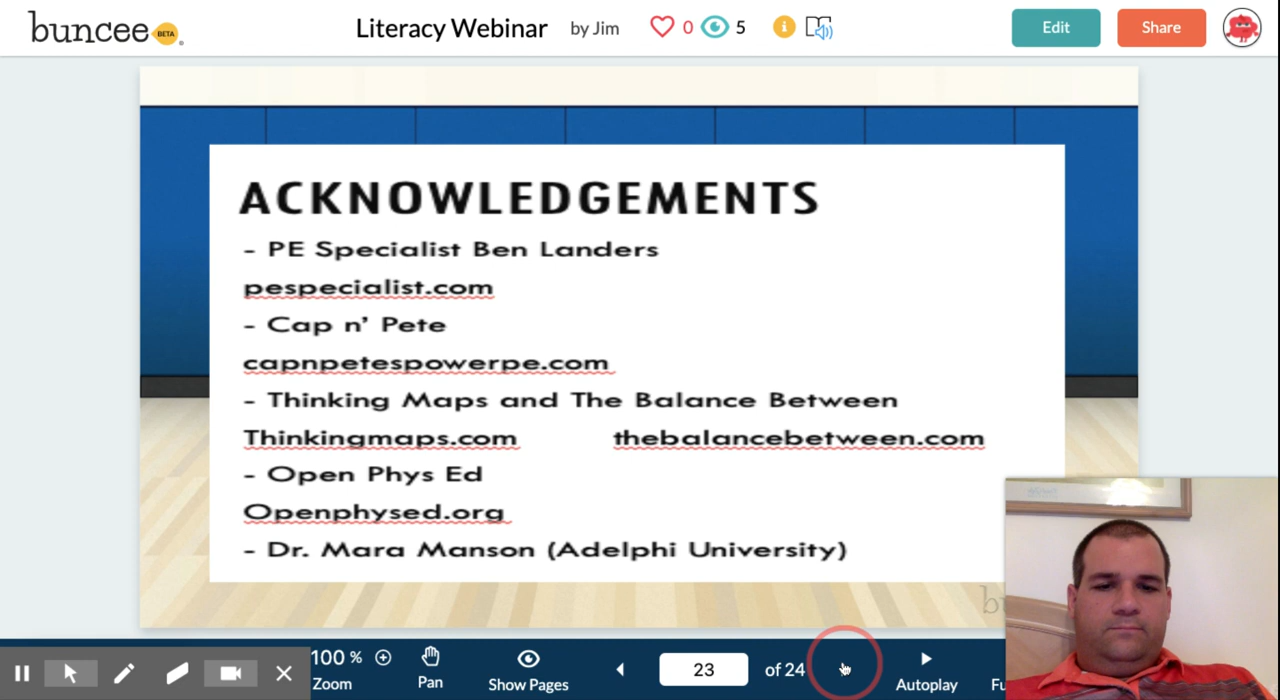 buncee BETA
Literacy Webinar by Jim 0 5 Edit Share
ACKNOWLEDGEMENTS
- PE Specialist Ben Landers
pespecialist.com
- Cap n' Pete
capnpetespowerpe.com
- Thinking Maps and The Balance Between
Thinkingmaps.com thebalancebetween.com
- Open Phys Ed
Openphysed.org
- Dr. Mara Manson (Adelphi University)
100 %
Zoom
Pan
Show Pages
23 of 24
Autoplay